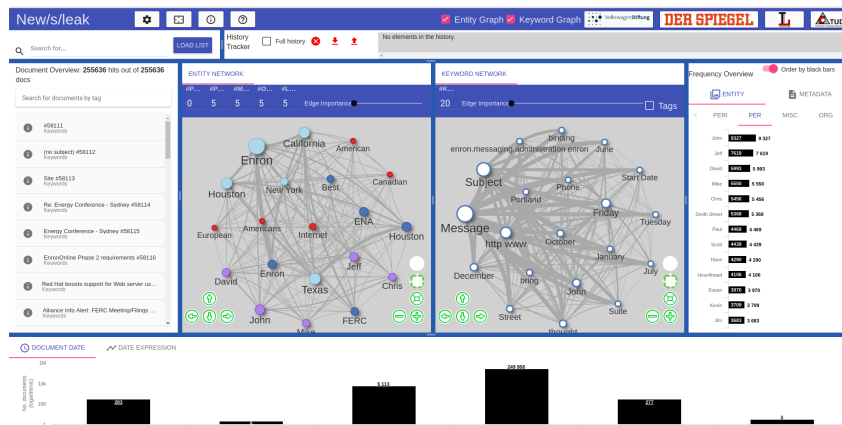 New/s/leak
Entity Graph
Keyword Graph
VolkswagenStiftung
DER SPIEGEL
Search for...
LOAD LIST
History
Tracker
Full history
No elements in the history.
Document Overview: 255636 hits out of 255636
docs
Search for documents by tag
#58111
Keywords
(no subject) #58112
Keywords
Site #58113
Keywords
Re: Energy Conference - Sydney #58114
Keywords
Energy Conference - Sydney #58115
Keywords
EnronOnline Phase 2 requirements #58116
Keywords
Red Hat boosts support for Web server us...
Keywords
Alliance Info Alert: FERC Meeting/Filings ...
Keywords
ENTITY NETWORK
#P... #P... #M... #O... #L...
0 5 5 5 5
Edge Importance
California
American
Enron
Canadian
Houston
New York
Best
ENA
European
Americans
Internet
Houston
Jeff
Enron
David
Texas
Chris
John
FERC
Mike
KEYWORD NETWORK
#K...
20
Edge Importance
Tags
binding
enron.messaging.administration enron
June
Subject
Phone
Start Date
Portland
Friday
Message
Tuesday
http www
October
January
July
December
bring
John
Street
Suite
thought
Frequency Overview
Order by black bars
ENTITY
METADATA
PERI
PER
MISC
ORG
John 9327 9 327
Jeff 7619 7 619
David 5993 5 993
Mike 5550 5 550
Chris 5456 5 456
Smith Street 5368 5 368
Paul 4469 4 469
Scott 4439 4 439
Have 4290 4 290
HourAhead 4106 4 106
Susan 3970 3 970
Kevin 3709 3 709
Jim 3683 3 683
DOCUMENT DATE
DATE EXPRESSION
No. documents
(logarithmic)
1M
10k
100
1
203
5 113
249 958
277
3